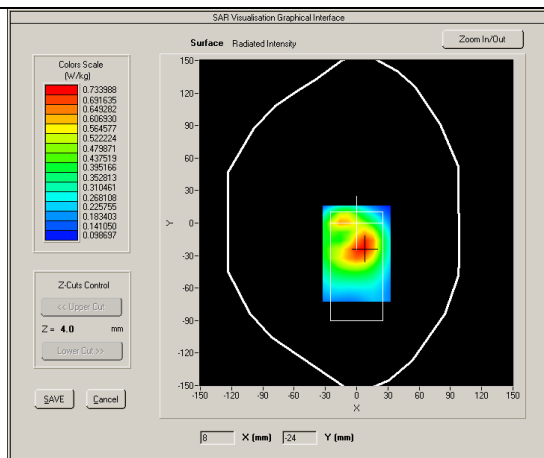 SAR Visualisation Graphical Interface
Surface Radiated Intensity
Zoom In/Out
Colors Scale
(W/kg)
0.733988
0.691635
0.649282
0.606930
0.564577
0.522224
0.479871
0.437519
0.395166
0.352813
0.310461
0.268108
0.225755
0.183403
0.141050
0.098697
Z-Cuts Control
<< Upper Cut
Z = 4.0 mm
Lower Cut >>
SAVE Cancel
150-
120-
90-
60-
30-
0-
-30-
-60-
-90-
-120-
-150-
Y
-150 -120 -90 -60 -30 0 30 60 90 120 150
X
8 X (mm) -24 Y (mm)